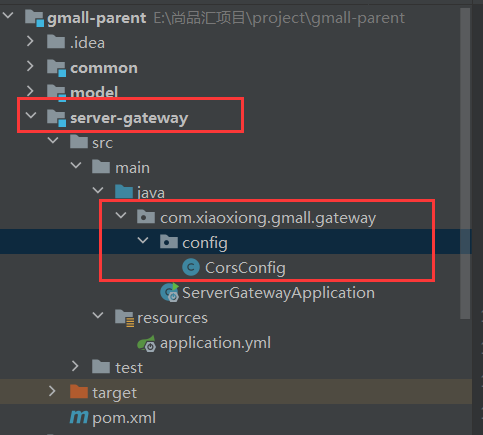 gmall-parent E:\尚品汇项目\project\gmall-parent
.idea
common
model
server-gateway
src
main
java
com.xiaoxiong.gmall.gateway
config
CorsConfig
ServerGatewayApplication
resources
application.yml
test
target
pom.xml